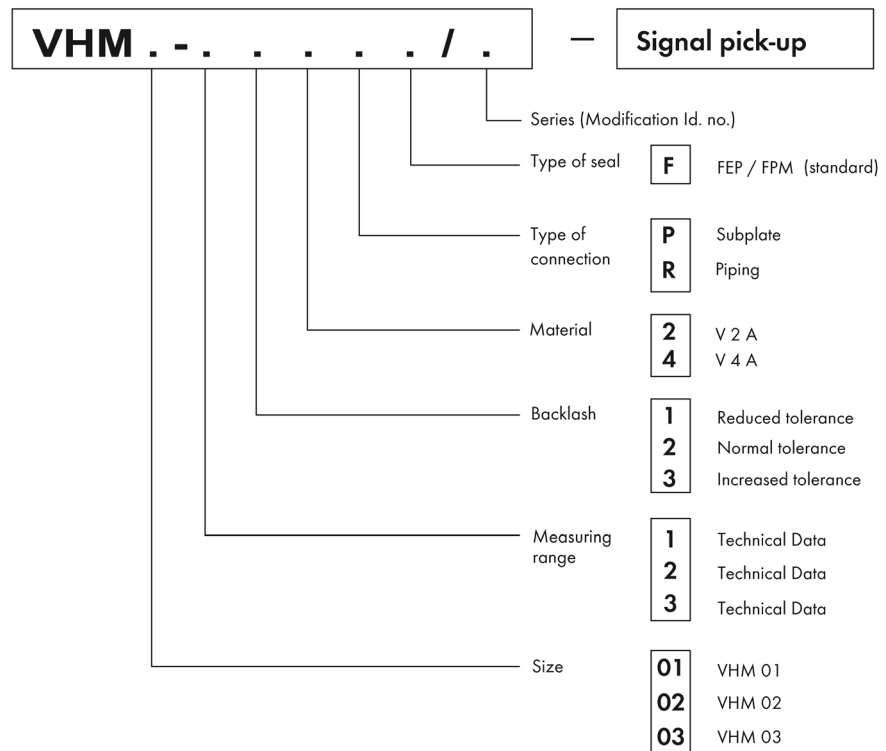 VHM . - . . . . . / . – Signal pick-up
Series (Modification Id. no.)
Type of seal F FEP / FPM (standard)
Type of P Subplate
connection
R Piping
Material 2 V 2 A
4 V 4 A
Backlash 1 Reduced tolerance
2 Normal tolerance
3 Increased tolerance
Measuring 1 Technical Data
range
2 Technical Data
3 Technical Data
Size 01 VHM 01
02 VHM 02
03 VHM 03